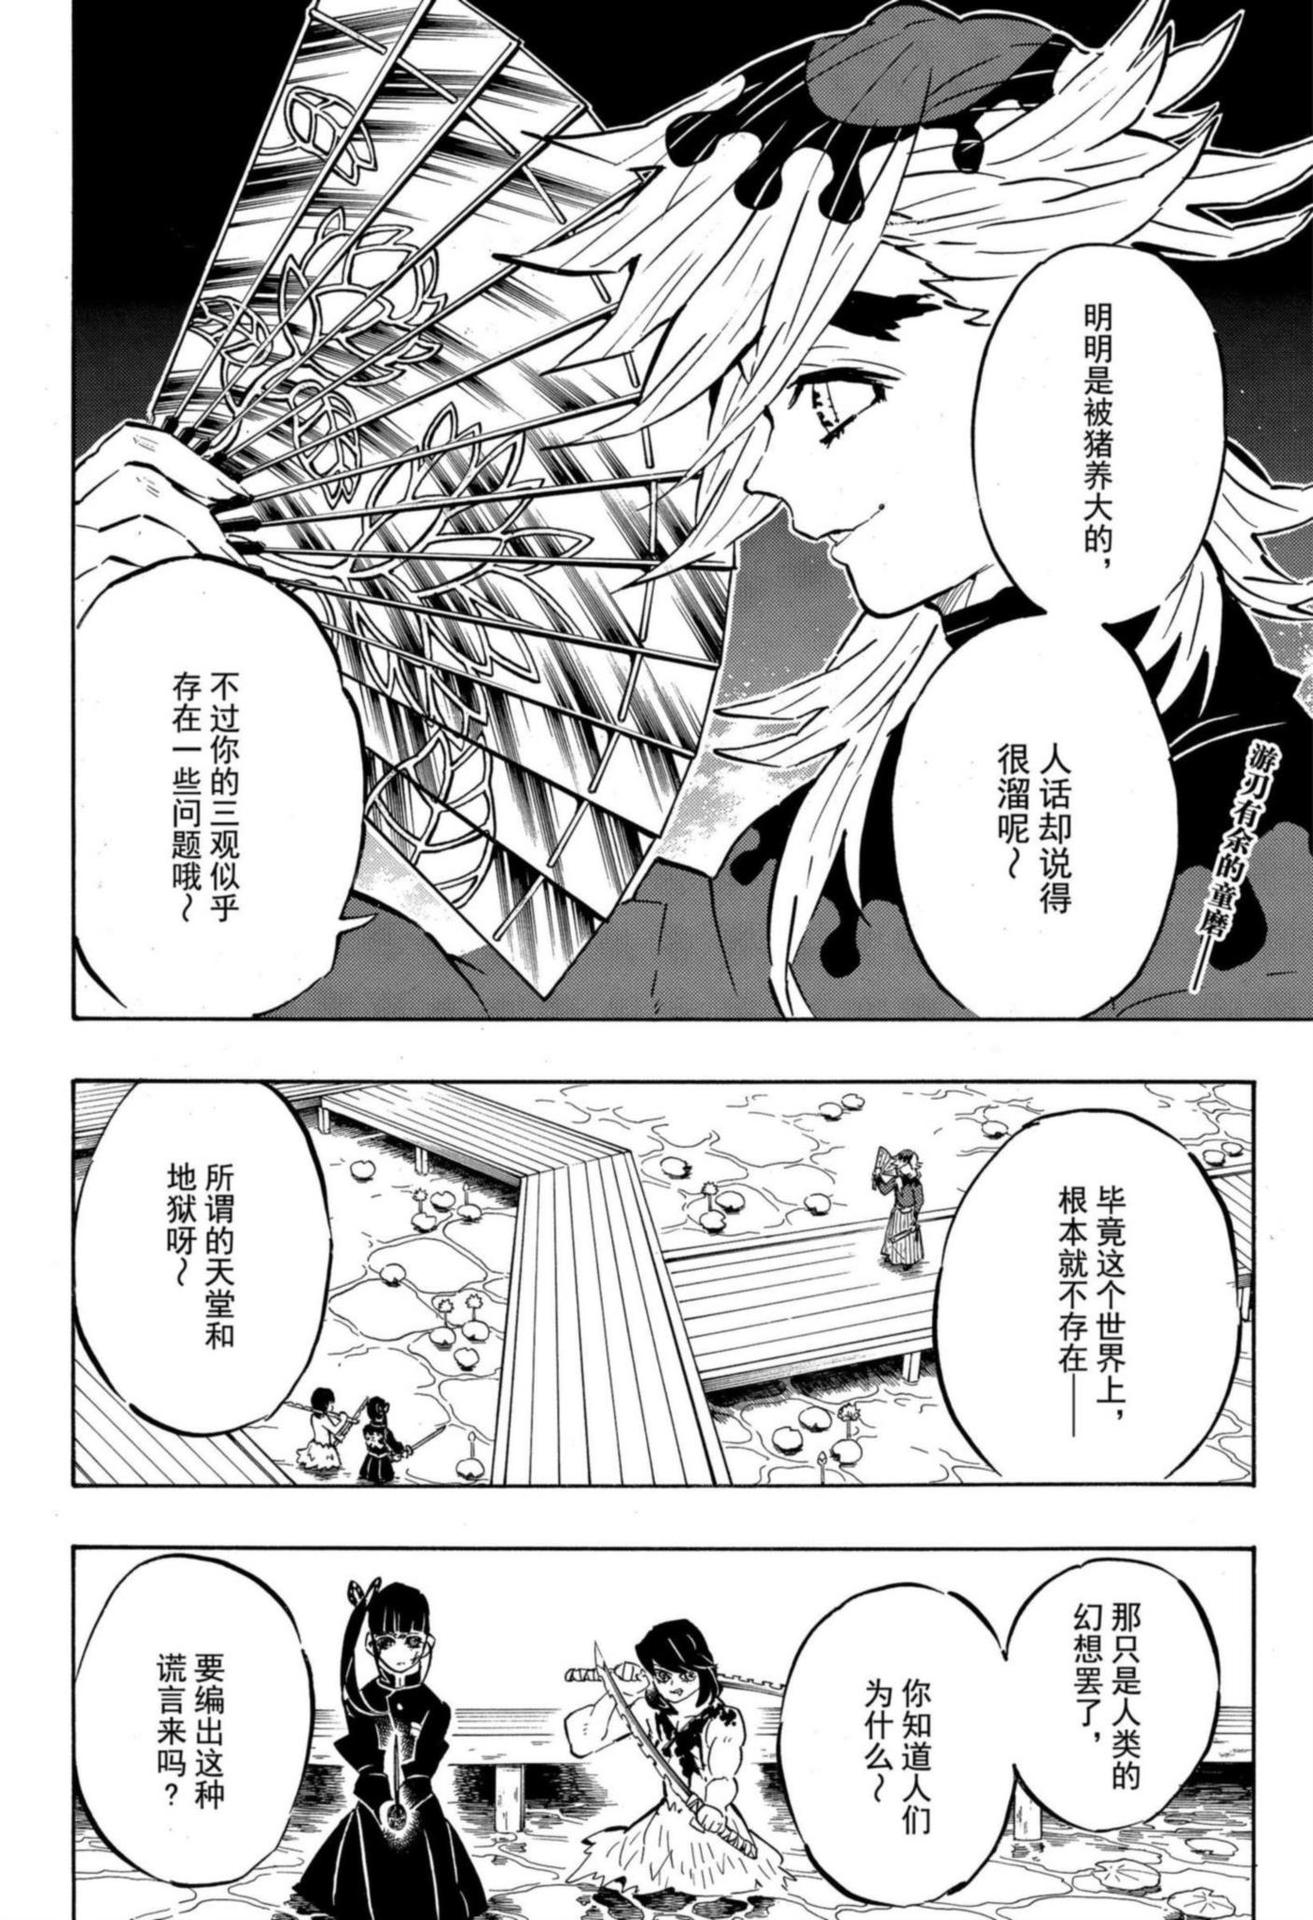 明明是被猪养大的，
人话却说得
很溜呢～
游刃有余的童磨——
不过你的三观似乎
存在一些问题哦～
毕竟这个世界上，
根本就不存在——
所谓的天堂和
地狱呀～
那只是人类的
幻想罢了，
你知道人们
为什么～
要编出这种
谎言来吗？